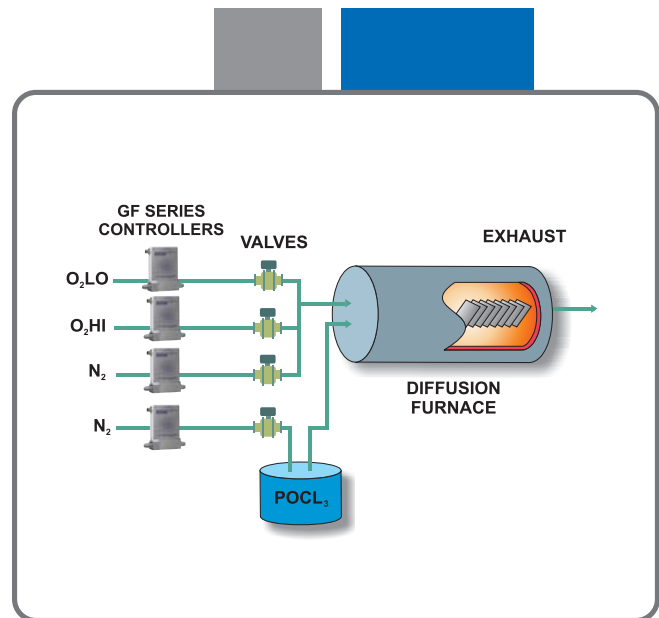 GF SERIES
CONTROLLERS
VALVES
EXHAUST
O₂LO
O₂HI
N₂
N₂
DIFFUSION
FURNACE
POCL₃